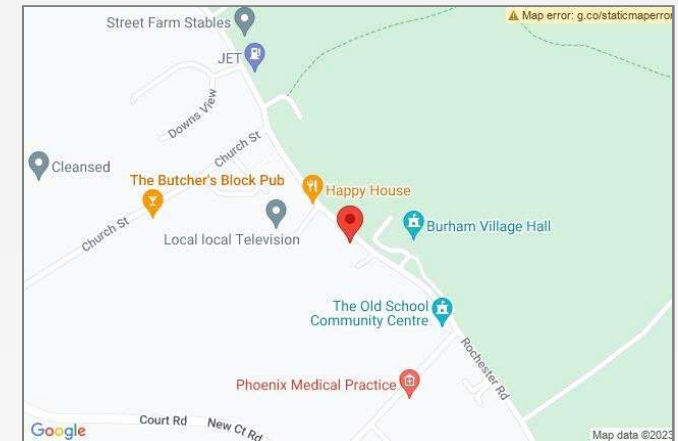 Map error: g.co/staticmaperror
Street Farm Stables
JET
Downs View
Church St
Cleansed
The Butcher's Block Pub
Happy House
Church St
Local local Television
Burham Village Hall
The Old School
Community Centre
Rochester Rd
Phoenix Medical Practice
Court Rd
New Ct Rd
Google
Map data ©2023